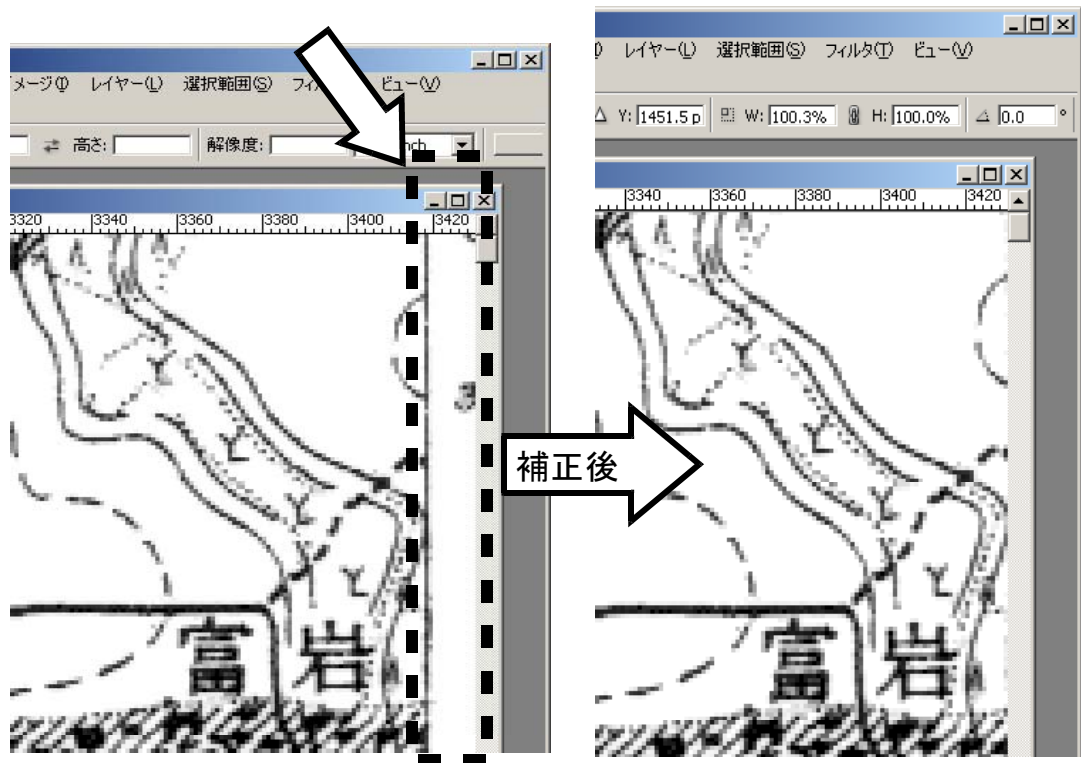 メージ(I) レイヤー(L) 選択範囲(S) ビュー(V)
高さ: 解像度:
3320 3340 3360 3380 3400 3420
富岩
補正後
レイヤー(L) 選択範囲(S) フィルタ(T) ビュー(V)
Y: 1451.5 p W: 100.3% H: 100.0% 0.0 °
3340 3360 3380 3400 3420
富岩